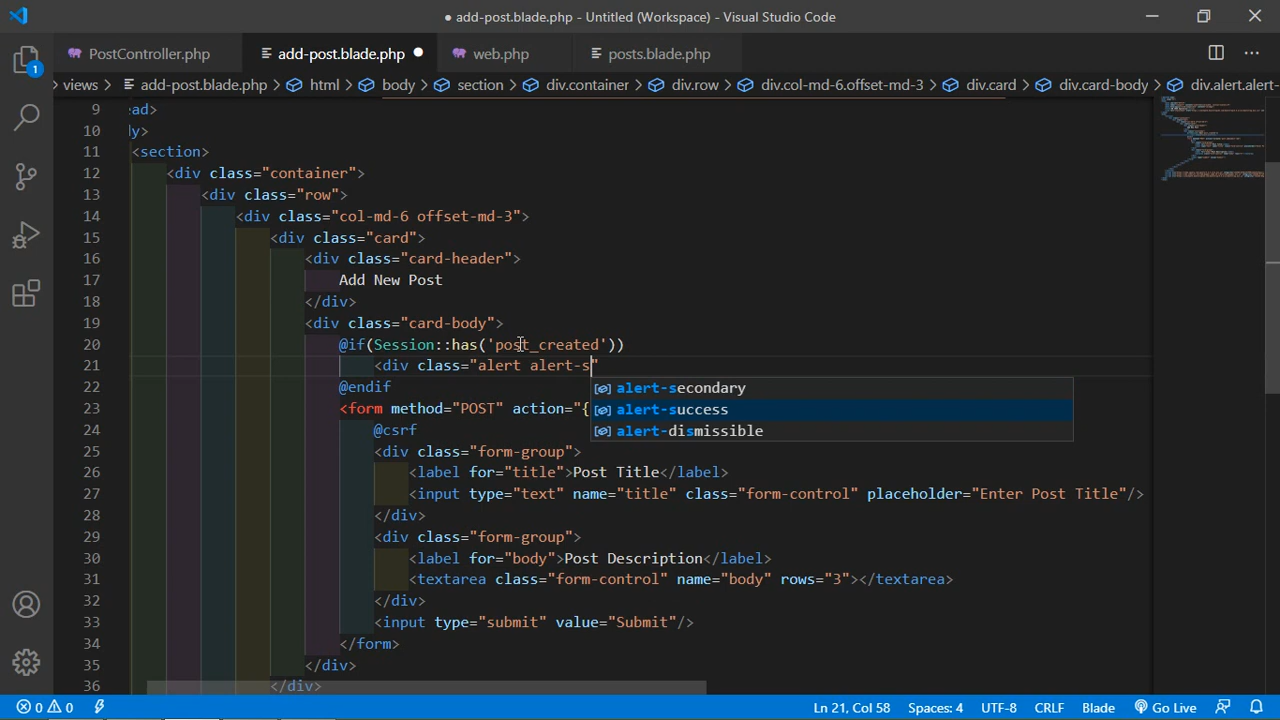 ● add-post.blade.php - Untitled (Workspace) - Visual Studio Code
PostController.php add-post.blade.php ● web.php posts.blade.php
views > add-post.blade.php > html > body > section > div.container > div.row > div.col-md-6.offset-md-3 > div.card > div.card-body > div.alert.alert-
1
9 ead>
10 y>
11 <section>
12 <div class="container">
13 <div class="row">
14 <div class="col-md-6 offset-md-3">
15 <div class="card">
16 <div class="card-header">
17 Add New Post
18 </div>
19 <div class="card-body">
20 @if(Session::has('post_created'))
21 <div class="alert alert-s"
alert-secondary
22 @endif
alert-success
23 <form method="POST" action="{
alert-dismissible
24 @csrf
25 <div class="form-group">
26 <label for="title">Post Title</label>
27 <input type="text" name="title" class="form-control" placeholder="Enter Post Title"/>
28 </div>
29 <div class="form-group">
30 <label for="body">Post Description</label>
31 <textarea class="form-control" name="body" rows="3"></textarea>
32 </div>
33 <input type="submit" value="Submit"/>
34 </form>
35 </div>
36 </div>
0 0 Ln 21, Col 58 Spaces: 4 UTF-8 CRLF Blade Go Live